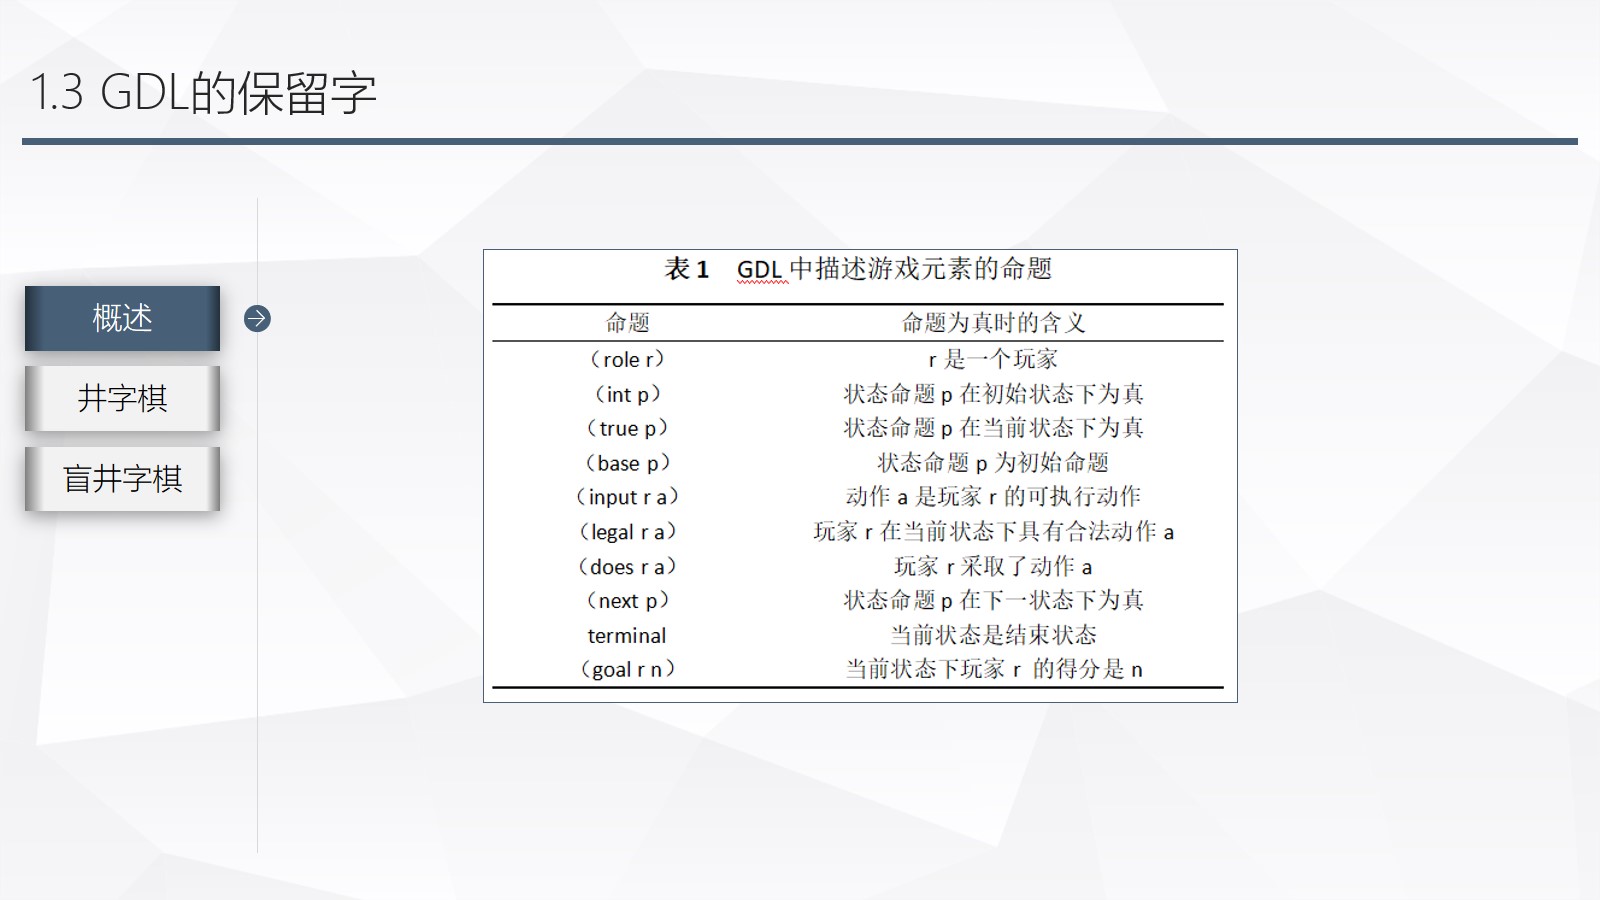 1.3 GDL的保留字
概述
井字棋
盲井字棋
表 1 GDL 中描述游戏元素的命题
命题 命题为真时的含义
（role r） r 是一个玩家
（int p） 状态命题 p 在初始状态下为真
（true p） 状态命题 p 在当前状态下为真
（base p） 状态命题 p 为初始命题
（input r a） 动作 a 是玩家 r 的可执行动作
（legal r a） 玩家 r 在当前状态下具有合法动作 a
（does r a） 玩家 r 采取了动作 a
（next p） 状态命题 p 在下一状态下为真
terminal 当前状态是结束状态
（goal r n） 当前状态下玩家 r 的得分是 n